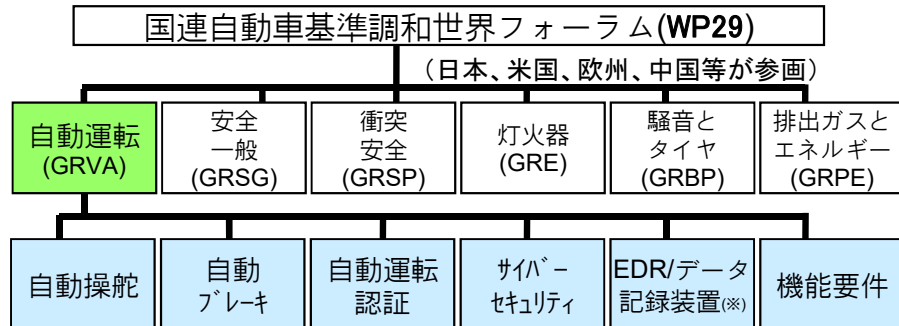 国連自動車基準調和世界フォーラム(WP29)
(日本、米国、欧州、中国等が参画)
自動運転
(GRVA)
安全
一般
(GRSG)
衝突
安全
(GRSP)
灯火器
(GRE)
騒音と
タイヤ
(GRBP)
排出ガスと
エネルギー
(GRPE)
自動操舵
自動
ブレーキ
自動運転
認証
サイバー
セキュリティ
EDR/データ
記録装置(※)
機能要件